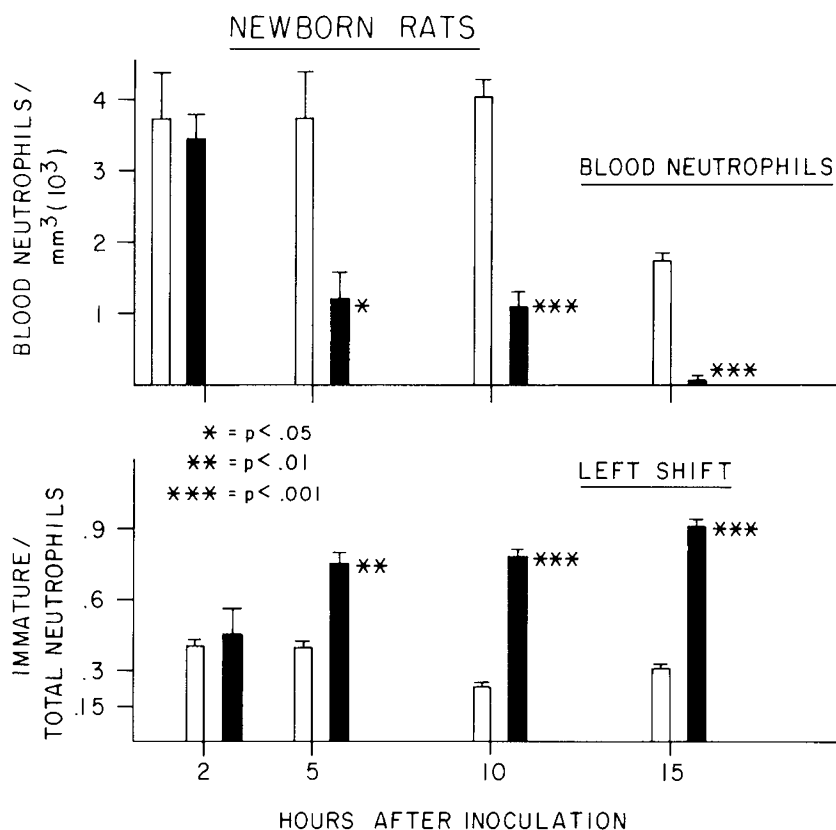 NEWBORN RATS
BLOOD NEUTROPHILS /
mm³ (10³)
4
3
2
1
BLOOD NEUTROPHILS
*
***
***
* = p< .05
** = p< .01
*** = p< .001
LEFT SHIFT
IMMATURE /
TOTAL NEUTROPHILS
.9
.6
.3
.15
**
***
***
2 5 10 15
HOURS AFTER INOCULATION